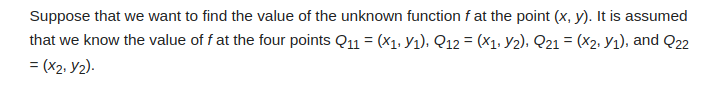 Suppose that we want to find the value of the unknown function f at the point (x, y). It is assumed
that we know the value of f at the four points Q₁₁ = (x₁, y₁), Q₁₂ = (x₁, y₂), Q₂₁ = (x₂, y₁), and Q₂₂
= (x₂, y₂).